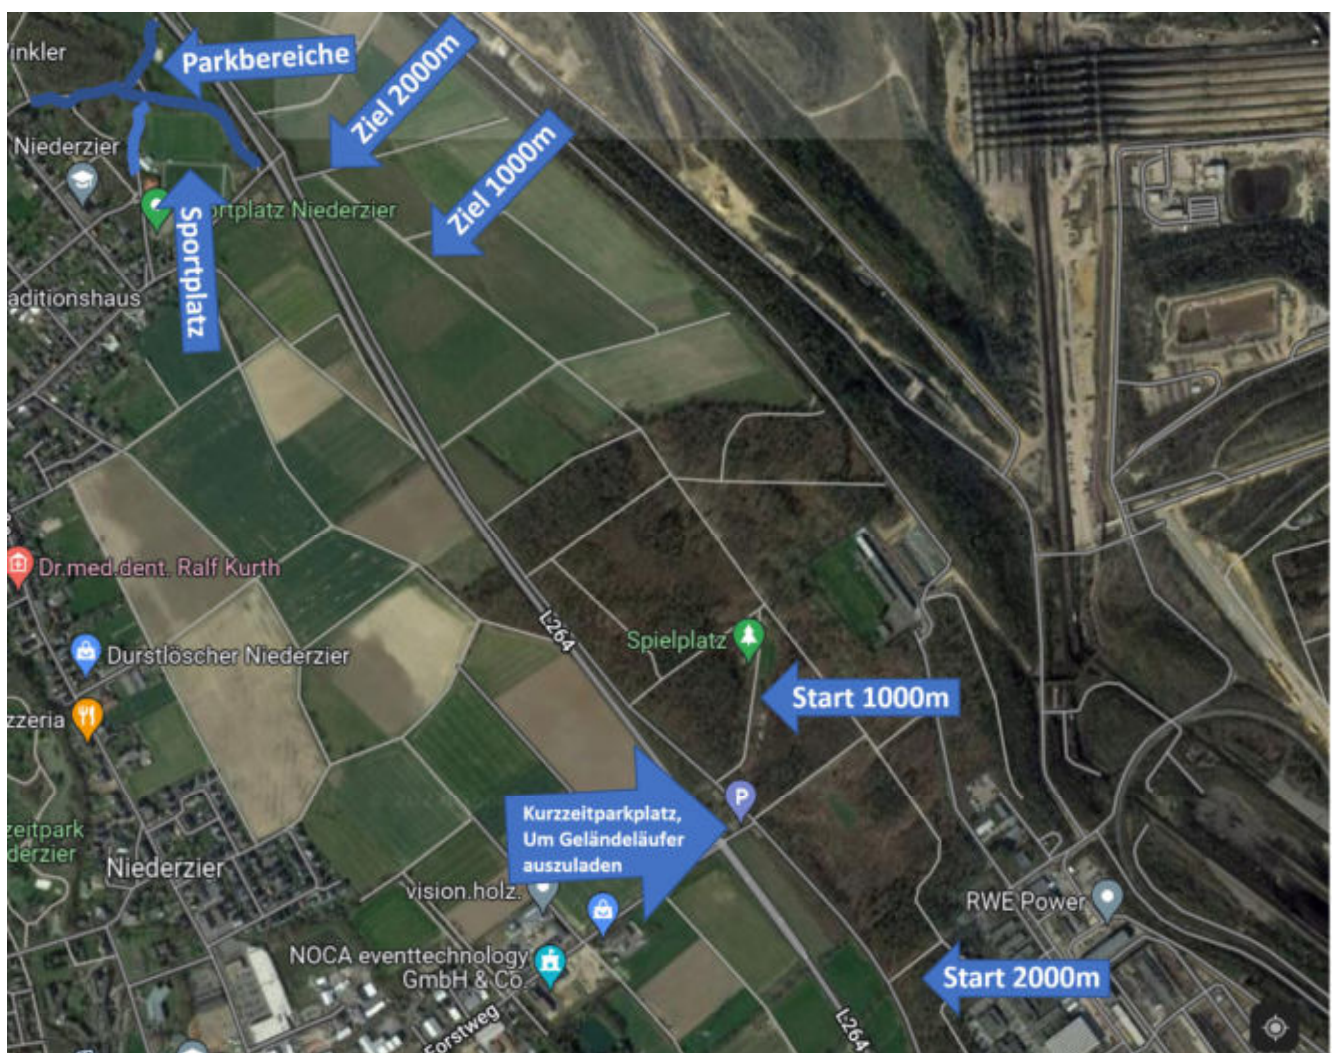 inkler
Parkbereiche
Ziel 2000m
Ziel 1000m
Niederzier
ortplatz Niederzier
Sportplatz
aditionshaus
Dr.med.dent. Ralf Kurth
L264
Spielplatz
Durstlöscher Niederzier
Start 1000m
zzeria
P
Kurzzeitparkplatz,
Um Geländeläufer
auszuladen
zeitpark
derzier
Niederzier
vision.holz.
RWE Power
NOCA eventtechnology
GmbH & Co.
Start 2000m
L264
Forstweg